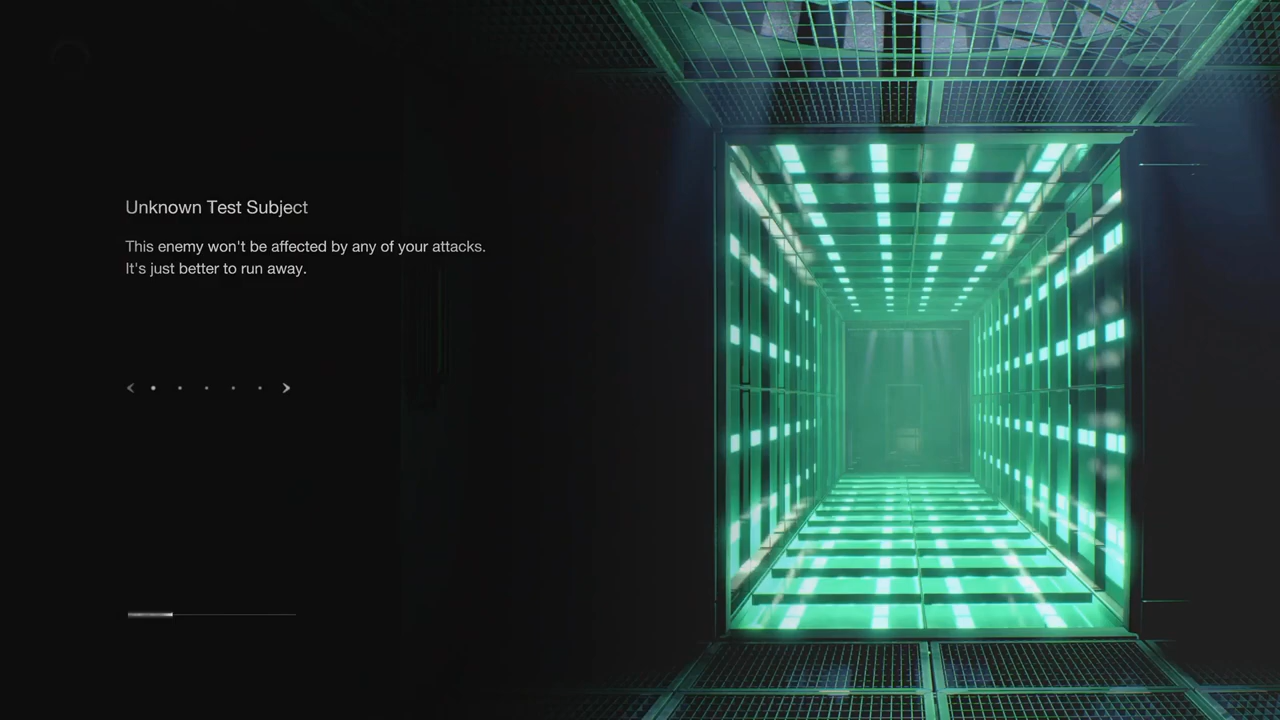 Unknown Test Subject
This enemy won't be affected by any of your attacks.
It's just better to run away.